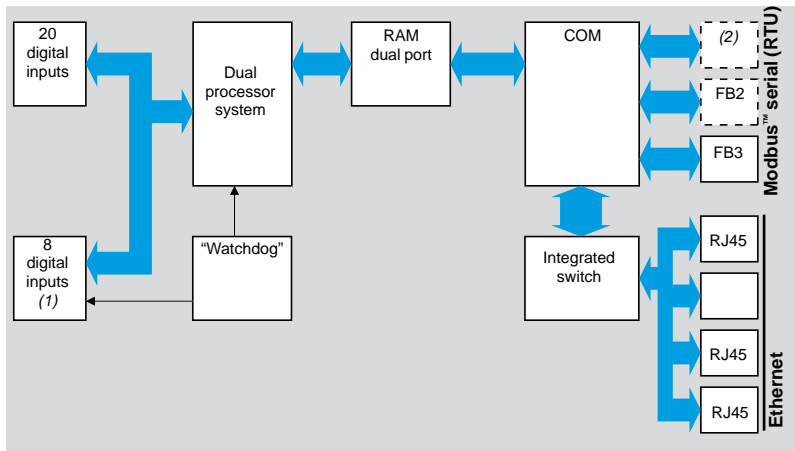 20
digital
inputs
Dual
processor
system
RAM
dual port
COM
(2)
FB2
FB3
Modbus™ serial (RTU)
8
digital
inputs
(1)
“Watchdog”
Integrated
switch
RJ45
RJ45
RJ45
Ethernet